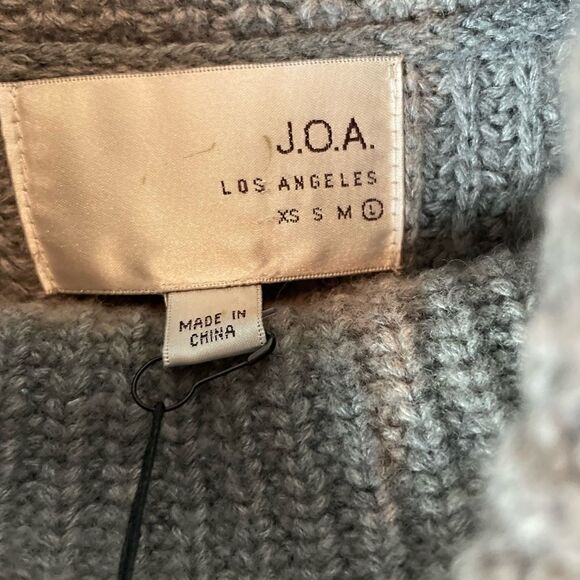 J.O.A.
LOS ANGELES
XS S M L
MADE IN
CHINA